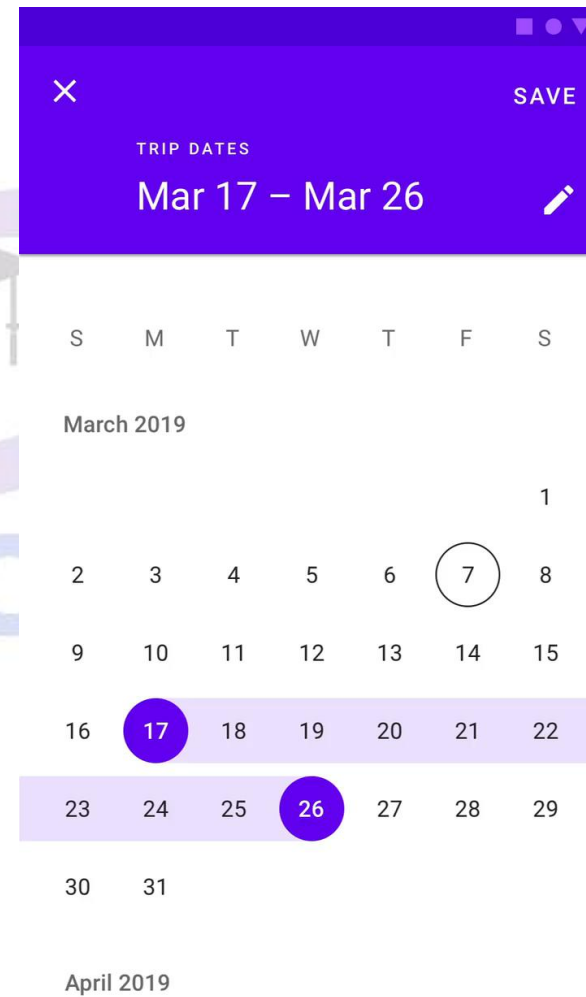 SAVE
TRIP DATES
Mar 17 – Mar 26
S M T W T F S
March 2019
1
2 3 4 5 6 7 8
9 10 11 12 13 14 15
16 17 18 19 20 21 22
23 24 25 26 27 28 29
30 31
April 2019